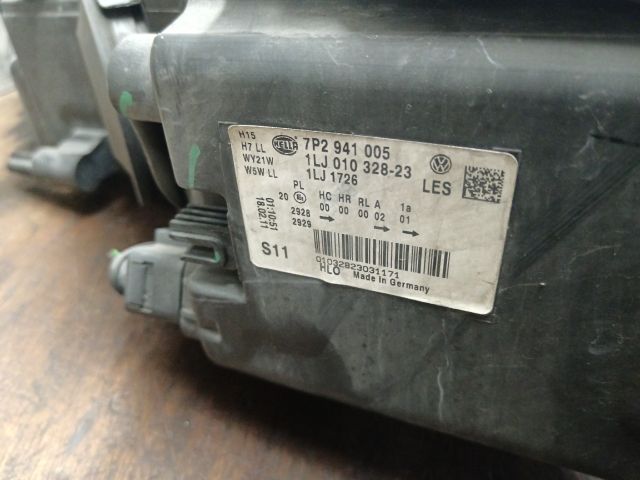 H15
H7 LL
WY21W
W5W LL
HELLA
7P2 941 005
1LJ 010 328-23
1LJ 1726
LES
PL HC HR RL A 1a
20 00 00 00 02 01
2928
2929
01:10:51
18.02.11
S11
01032823031171
HLO Made in Germany